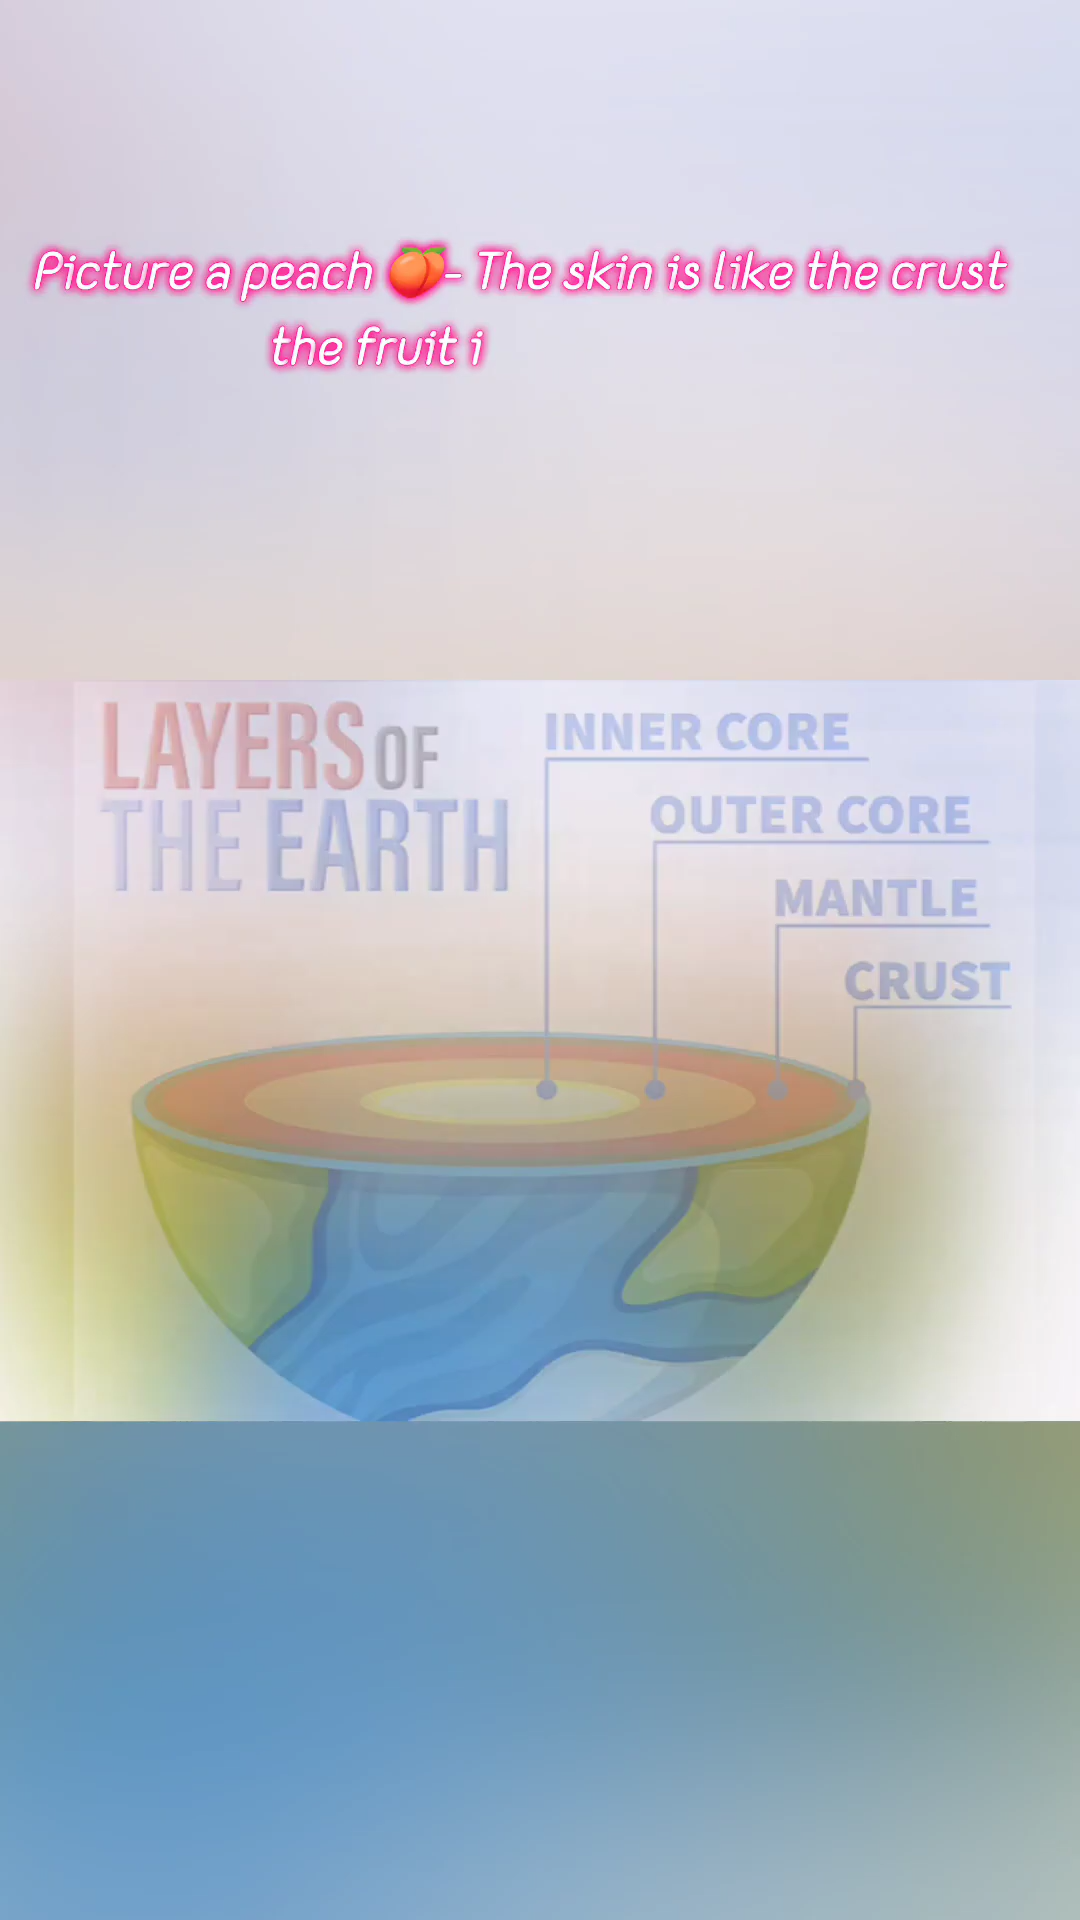 Picture a peach 🍑- The skin is like the crust
the fruit i
LAYERS OF
THE EARTH
INNER CORE
OUTER CORE
MANTLE
CRUST